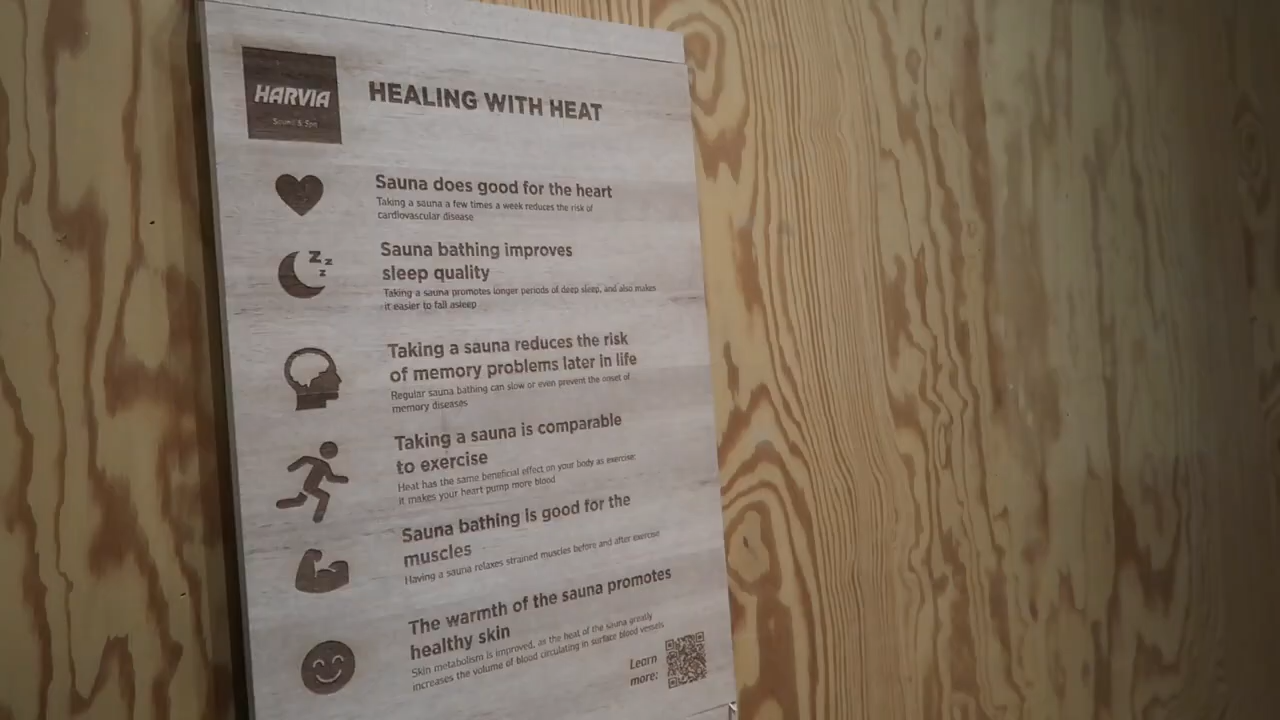 HARVIA
Sauna & Spa
HEALING WITH HEAT
Sauna does good for the heart
Taking a sauna a few times a week reduces the risk of
cardiovascular disease
Z z
z
Sauna bathing improves
sleep quality
Taking a sauna promotes longer periods of deep sleep, and also makes
it easier to fall asleep
Taking a sauna reduces the risk
of memory problems later in life
Regular sauna bathing can slow or even prevent the onset of
memory diseases
Taking a sauna is comparable
to exercise
Heat has the same beneficial effect on your body as exercise:
it makes your heart pump more blood
Sauna bathing is good for the
muscles
Having a sauna relaxes strained muscles before and after exercise
The warmth of the sauna promotes
healthy skin
Skin metabolism is improved, as the heat of the sauna greatly
increases the volume of blood circulating in surface blood vessels
Learn
more: